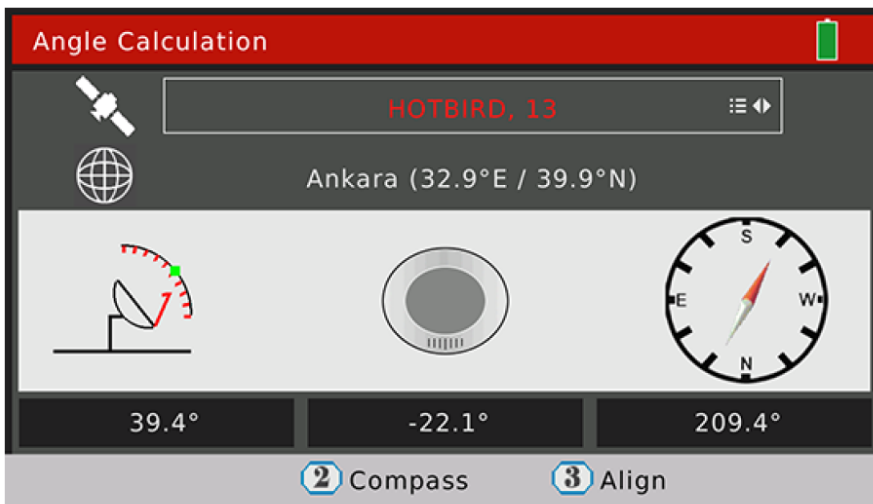 Angle Calculation
HOTBIRD, 13
Ankara (32.9°E / 39.9°N)
S
E
W
N
39.4°
-22.1°
209.4°
2 Compass
3 Align